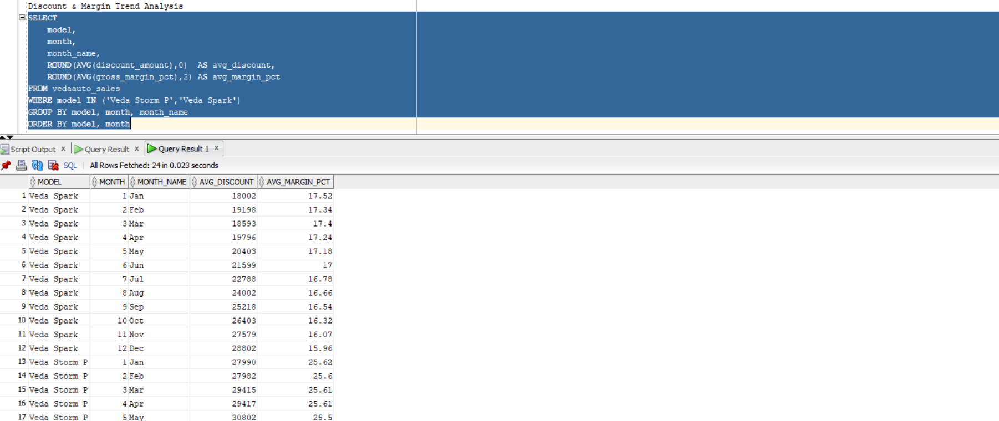 Discount & Margin Trend Analysis
SELECT
model,
month,
month_name,
ROUND(AVG(discount_amount),0)  AS avg_discount,
ROUND(AVG(gross_margin_pct),2) AS avg_margin_pct
FROM vedaauto_sales
WHERE model IN ('Veda Storm P','Veda Spark')
GROUP BY model, month, month_name
ORDER BY model, month
Script Output x Query Result x Query Result 1 x
SQL | All Rows Fetched: 24 in 0.023 seconds
MODEL MONTH MONTH_NAME AVG_DISCOUNT AVG_MARGIN_PCT
1 Veda Spark 1 Jan 18002 17.52
2 Veda Spark 2 Feb 19198 17.34
3 Veda Spark 3 Mar 18593 17.4
4 Veda Spark 4 Apr 19796 17.24
5 Veda Spark 5 May 20403 17.18
6 Veda Spark 6 Jun 21599 17
7 Veda Spark 7 Jul 22788 16.78
8 Veda Spark 8 Aug 24002 16.66
9 Veda Spark 9 Sep 25218 16.54
10 Veda Spark 10 Oct 26403 16.32
11 Veda Spark 11 Nov 27579 16.07
12 Veda Spark 12 Dec 28802 15.96
13 Veda Storm P 1 Jan 27990 25.62
14 Veda Storm P 2 Feb 27982 25.6
15 Veda Storm P 3 Mar 29415 25.61
16 Veda Storm P 4 Apr 29417 25.61
17 Veda Storm P 5 May 30802 25.5